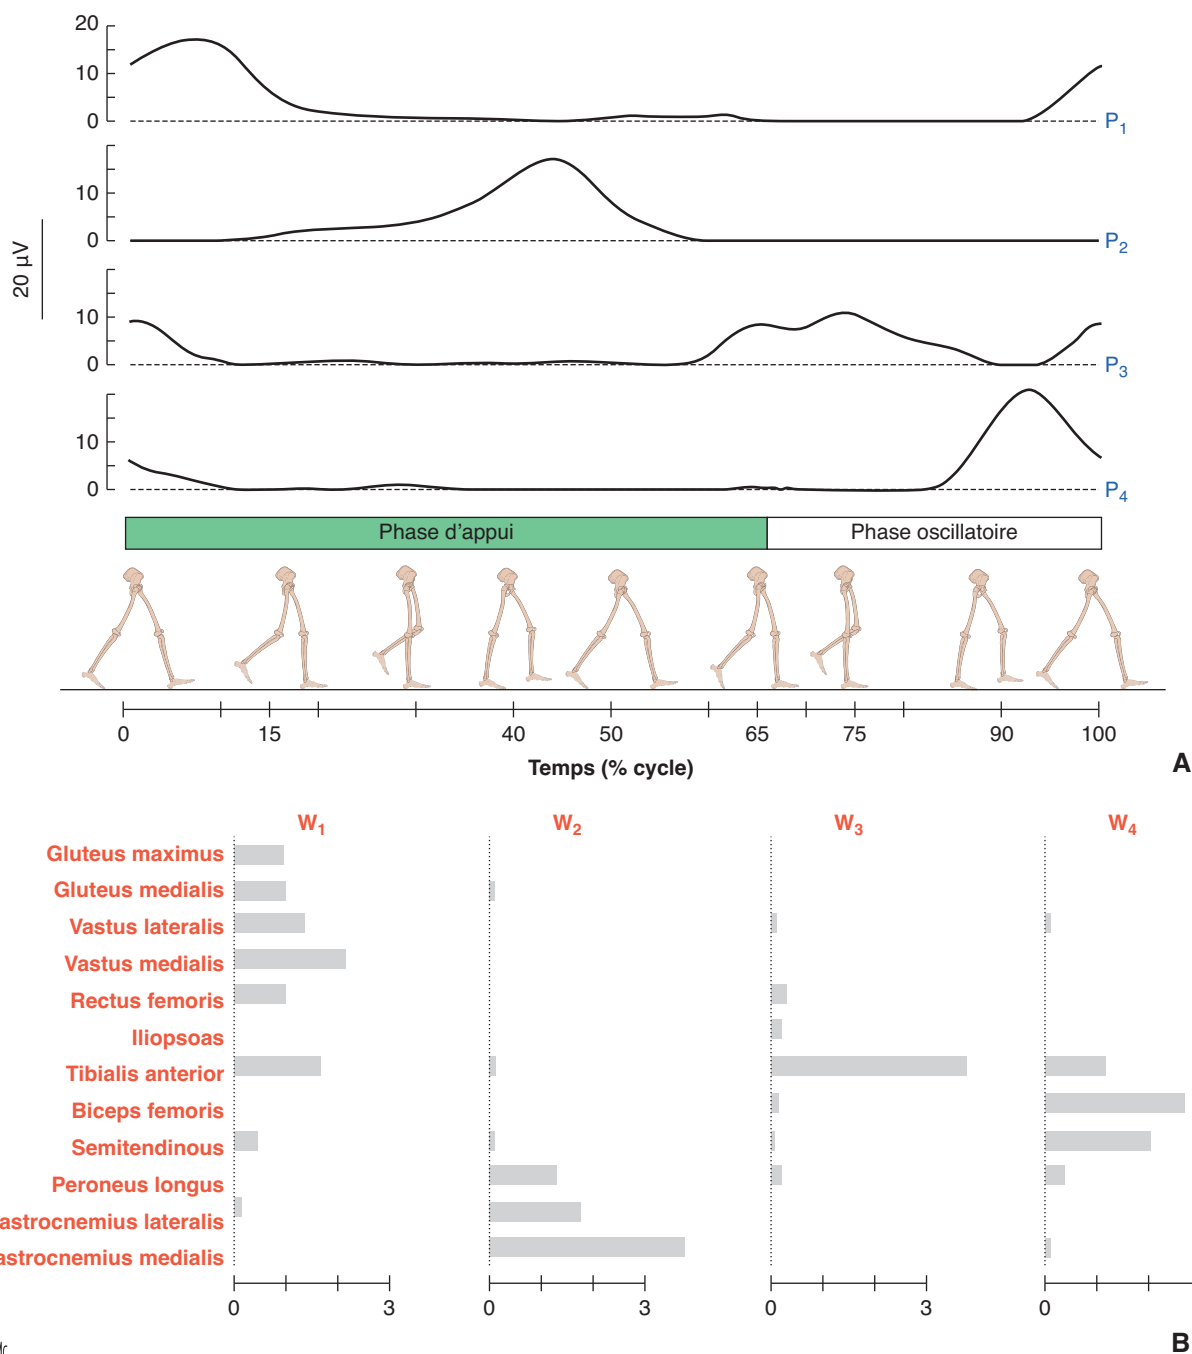 20
10
0
P1
10
0
P2
20 µV
10
0
P3
10
0
P4
Phase d'appui Phase oscillatoire
0 15 40 50 65 75 90 100
Temps (% cycle)
A
W1 W2 W3 W4
Gluteus maximus
Gluteus medialis
Vastus lateralis
Vastus medialis
Rectus femoris
Iliopsoas
Tibialis anterior
Biceps femoris
Semitendinous
Peroneus longus
astrocnemius lateralis
astrocnemius medialis
0 3 0 3 0 3 0
B